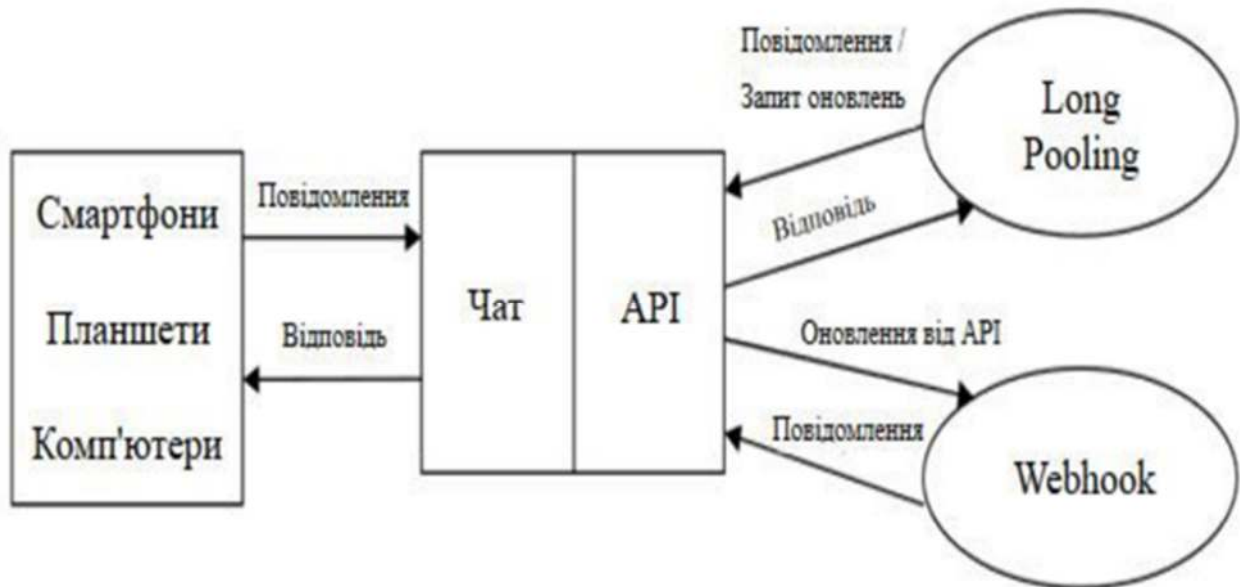 Смартфони
Планшети
Комп'ютери
Повідомлення
Відповідь
Чат
API
Повідомлення /
Запит оновлень
Відповідь
Оновлення від API
Повідомлення
Long
Pooling
Webhook